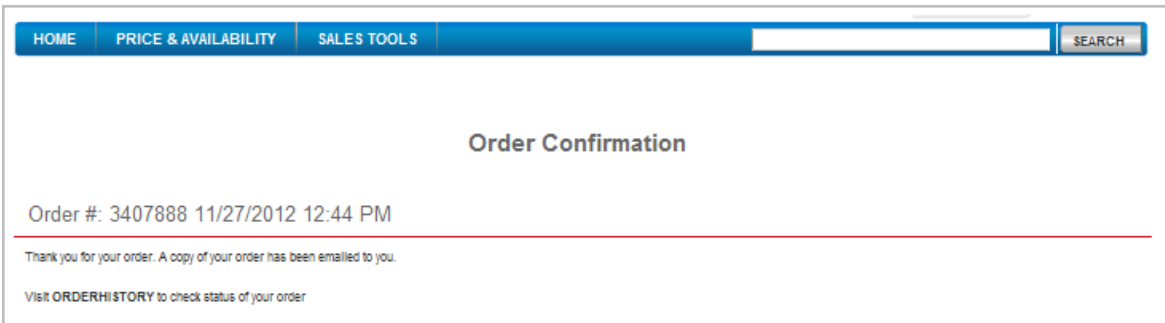 HOME PRICE & AVAILABILITY SALES TOOLS SEARCH
Order Confirmation
Order #: 3407888 11/27/2012 12:44 PM
Thank you for your order. A copy of your order has been emailed to you.
Visit ORDERHISTORY to check status of your order